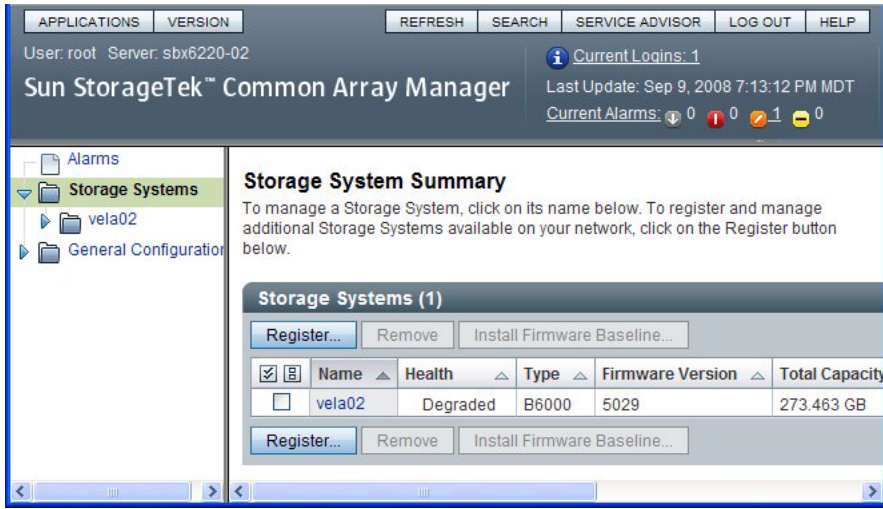 APPLICATIONS VERSION REFRESH SEARCH SERVICE ADVISOR LOG OUT HELP
User: root Server: sbx6220-02
Current Logins: 1
Sun StorageTek™ Common Array Manager
Last Update: Sep 9, 2008 7:13:12 PM MDT
Current Alarms: 0 0 1 0
Alarms
Storage Systems
vela02
General Configuration
Storage System Summary
To manage a Storage System, click on its name below. To register and manage
additional Storage Systems available on your network, click on the Register button
below.
Storage Systems (1)
Register... Remove Install Firmware Baseline...
Name Health Type Firmware Version Total Capacity
vela02 Degraded B6000 5029 273.463 GB
Register... Remove Install Firmware Baseline...